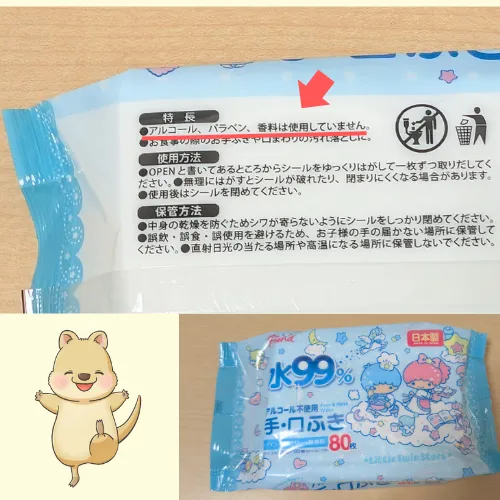 特長
●アルコール、パラベン、香料は使用していません。
●お食事の際のお手ふきや口まわりの汚れ落としに。
使用方法
●OPENと書いてあるところからシールをゆっくりはがして一枚ずつ取りだしてく
ださい。●無理にはがすとシールが破れたり、閉まりにくくなる場合があります。
●使用後はシールを閉めてください。
保管方法
●中身の乾燥を防ぐためシワが寄らないようにシールをしっかり閉めてください。
●誤飲・誤食・誤使用を避けるため、お子様の手の届かない場所に保管して
ください。●直射日光の当たる場所や高温になる場所に保管しないでください。
日本製
水99%
アルコール不使用
手・口ふき
80枚
Little Twin Stars